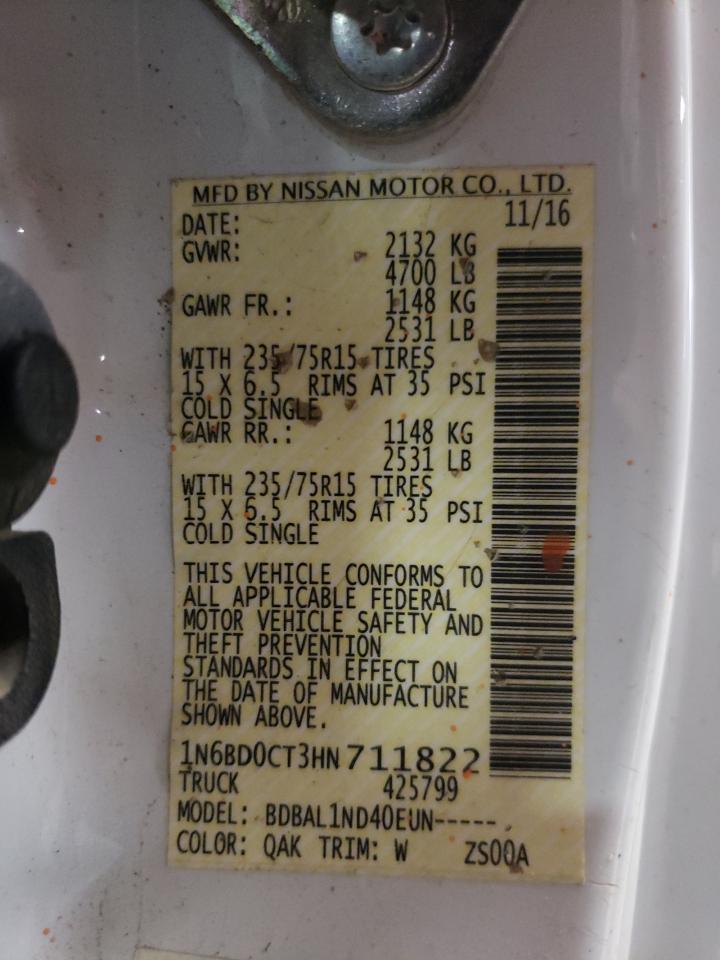 MFD BY NISSAN MOTOR CO., LTD.
DATE: 11/16
GVWR: 2132 KG
4700 LB
GAWR FR.: 1148 KG
2531 LB
WITH 235/75R15 TIRES
15 X 6.5 RIMS AT 35 PSI
COLD SINGLE
GAWR RR.: 1148 KG
2531 LB
WITH 235/75R15 TIRES
15 X 6.5 RIMS AT 35 PSI
COLD SINGLE
THIS VEHICLE CONFORMS TO
ALL APPLICABLE FEDERAL
MOTOR VEHICLE SAFETY AND
THEFT PREVENTION
STANDARDS IN EFFECT ON
THE DATE OF MANUFACTURE
SHOWN ABOVE.
1N6BD0CT3HN711822
TRUCK 425799
MODEL: BDBAL1ND40EUN-----
COLOR: QAK TRIM: W ZS00A